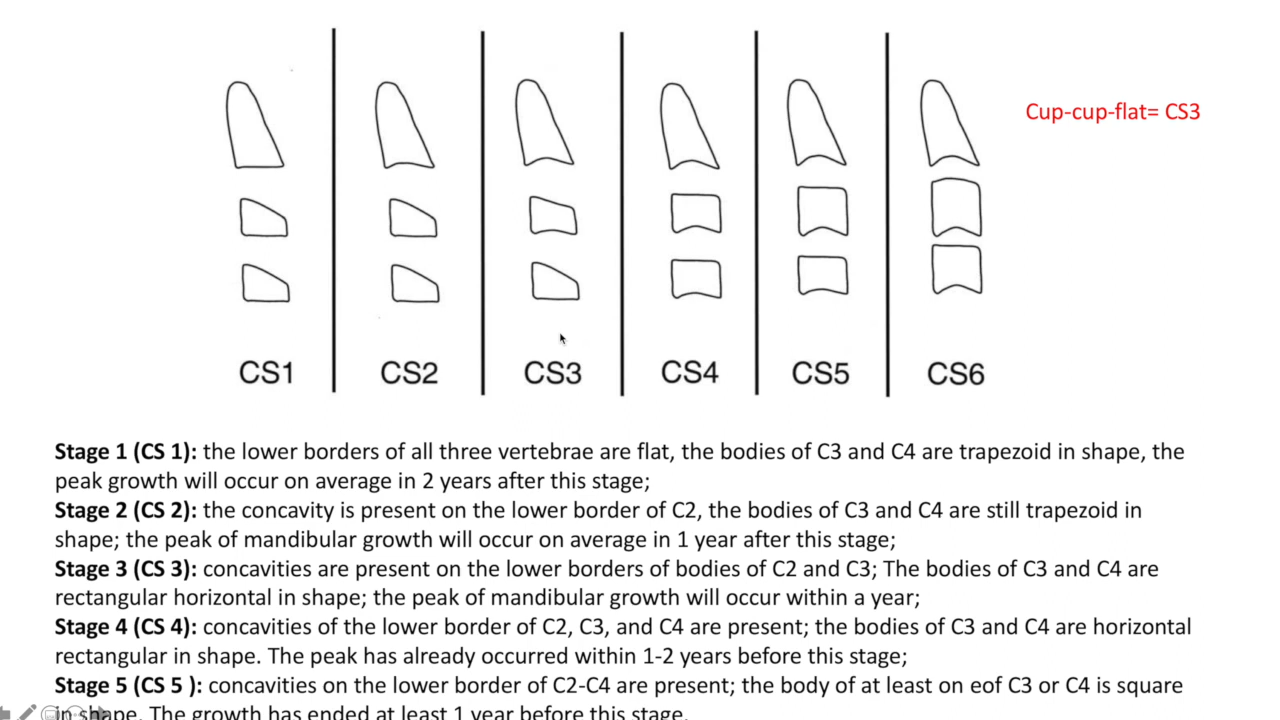 Cup-cup-flat= CS3
CS1
CS2
CS3
CS4
CS5
CS6
Stage 1 (CS 1): the lower borders of all three vertebrae are flat, the bodies of C3 and C4 are trapezoid in shape, the
peak growth will occur on average in 2 years after this stage;
Stage 2 (CS 2): the concavity is present on the lower border of C2, the bodies of C3 and C4 are still trapezoid in
shape; the peak of mandibular growth will occur on average in 1 year after this stage;
Stage 3 (CS 3): concavities are present on the lower borders of bodies of C2 and C3; The bodies of C3 and C4 are
rectangular horizontal in shape; the peak of mandibular growth will occur within a year;
Stage 4 (CS 4): concavities of the lower border of C2, C3, and C4 are present; the bodies of C3 and C4 are horizontal
rectangular in shape. The peak has already occurred within 1-2 years before this stage;
Stage 5 (CS 5 ): concavities on the lower border of C2-C4 are present; the body of at least on eof C3 or C4 is square
in shape. The growth has ended at least 1 year before this stage.